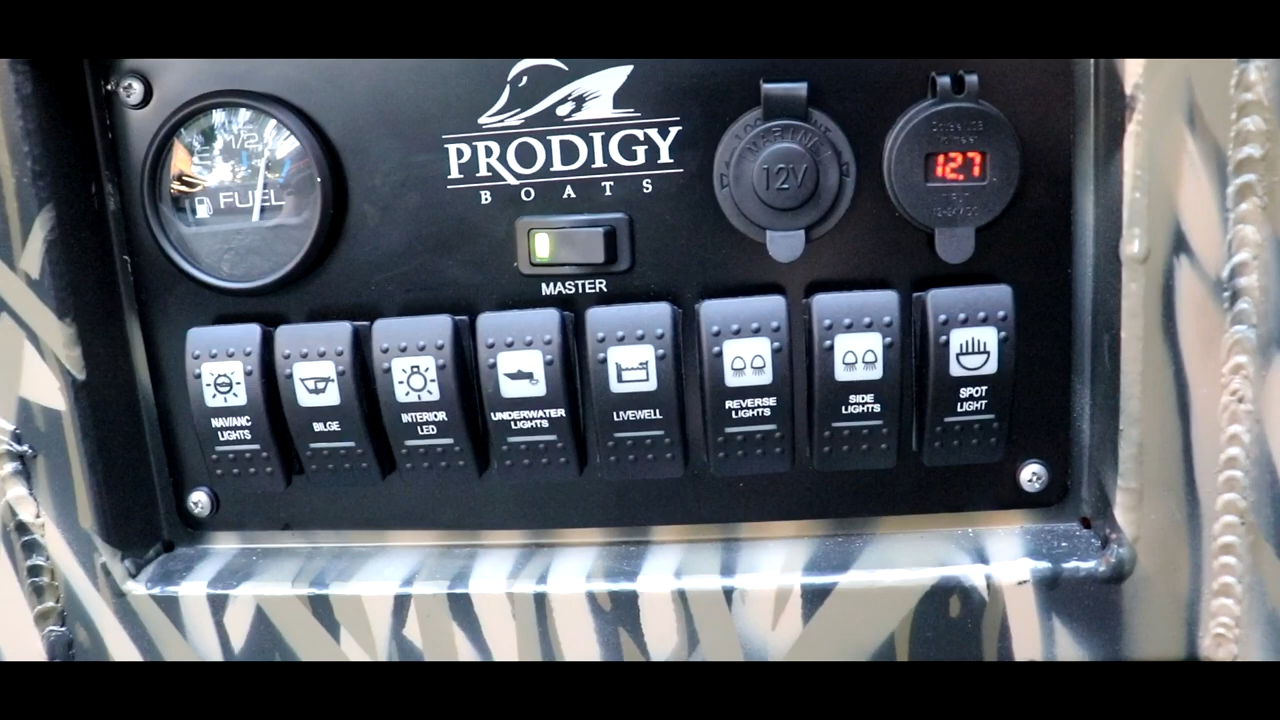 E 1/2
FUEL
PRODIGY
BOATS
MARINE
12V
12.7
MASTER
NAV/ANC
LIGHTS
BILGE
INTERIOR
LED
UNDERWATER
LIGHTS
LIVEWELL
REVERSE
LIGHTS
SIDE
LIGHTS
SPOT
LIGHT